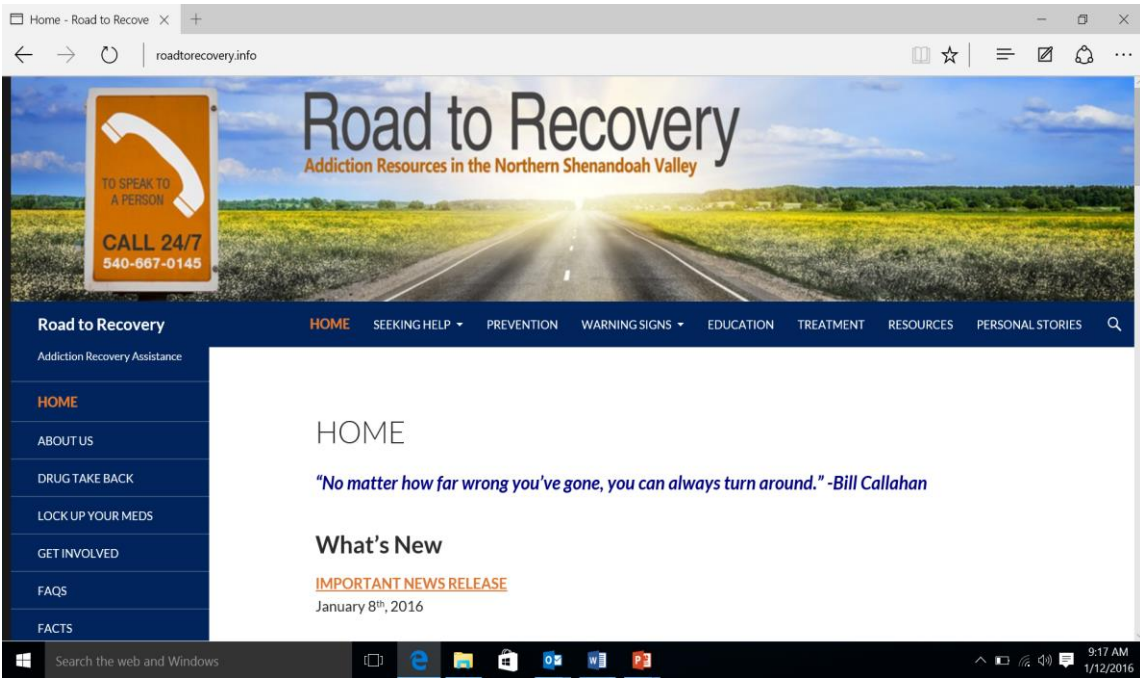 Home - Road to Recove
roadtorecovery.info
Road to Recovery
Addiction Resources in the Northern Shenandoah Valley
TO SPEAK TO
A PERSON
CALL 24/7
540-667-0145
Road to Recovery
Addiction Recovery Assistance
HOME SEEKING HELP PREVENTION WARNING SIGNS EDUCATION TREATMENT RESOURCES PERSONAL STORIES
HOME
ABOUT US
DRUG TAKE BACK
LOCK UP YOUR MEDS
GET INVOLVED
FAQS
FACTS
HOME
“No matter how far wrong you’ve gone, you can always turn around.” -Bill Callahan
What’s New
IMPORTANT NEWS RELEASE
January 8th, 2016
Search the web and Windows
9:17 AM
1/12/2016